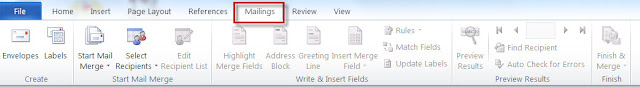 File Home Insert Page Layout References Mailings Review View
Envelopes Labels
Create
Start Mail Merge Select Recipients Edit Recipient List
Start Mail Merge
Highlight Merge Fields Address Block Greeting Line Insert Merge Field
Rules
Match Fields
Update Labels
Write & Insert Fields
Preview Results
Find Recipient
Auto Check for Errors
Preview Results
Finish & Merge
Finish